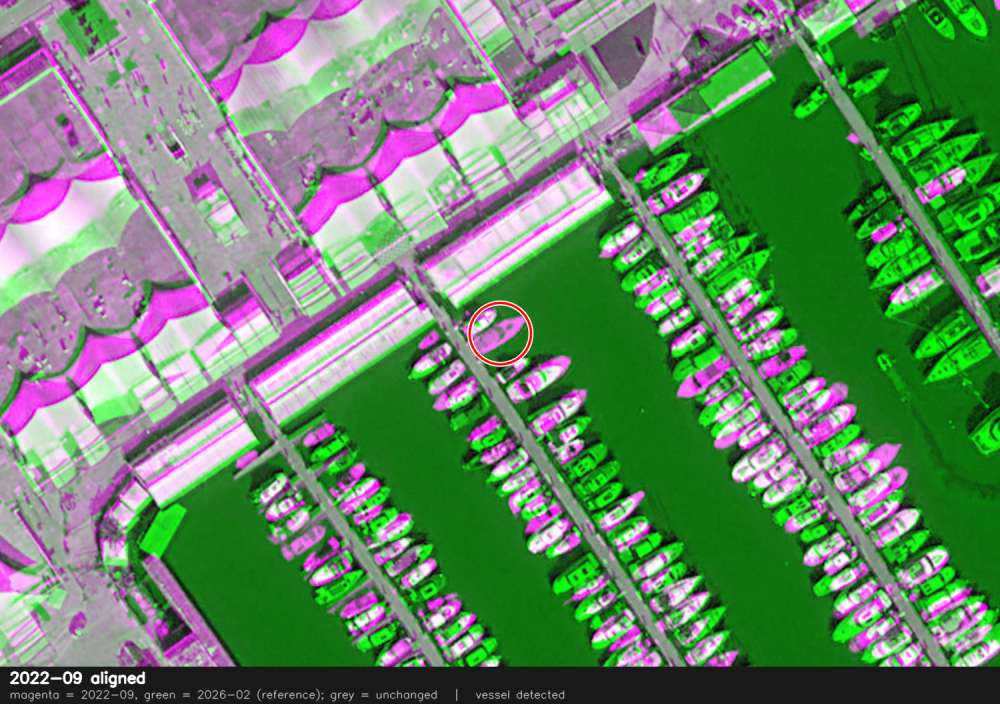 2022-09 aligned
magenta = 2022-09, green = 2026-02 (reference); grey = unchanged | vessel detected